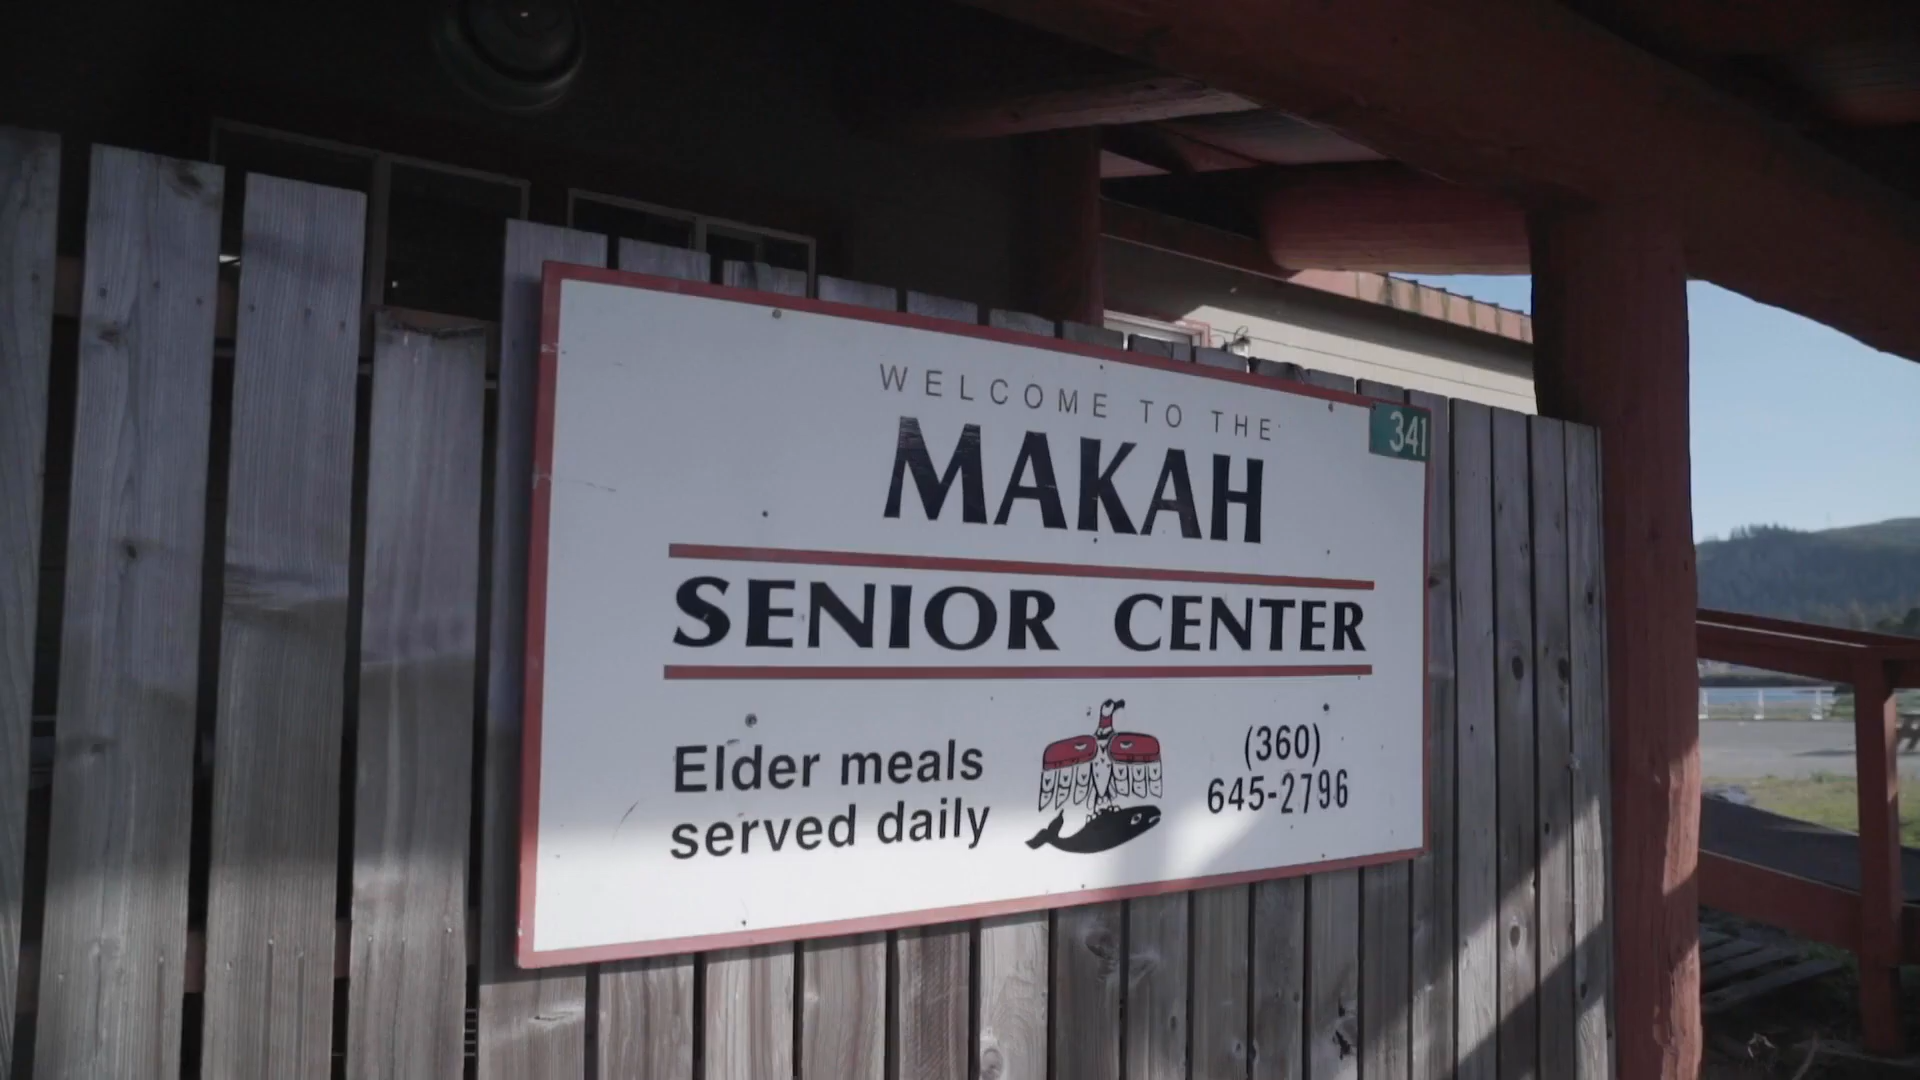 WELCOME TO THE
341
MAKAH
SENIOR CENTER
Elder meals
served daily
(360)
645-2796